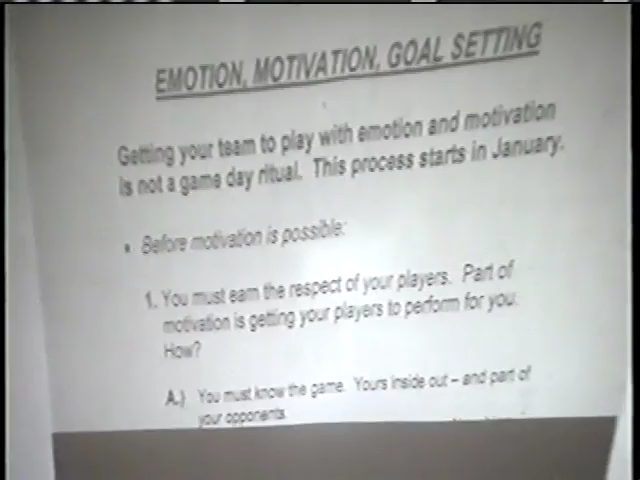 EMOTION, MOTIVATION, GOAL SETTING
Getting your team to play with emotion and motivation
is not a game day ritual. This process starts in January.
• Before motivation is possible:
1. You must earn the respect of your players. Part of
motivation is getting your players to perform for you.
How?
A.) You must know the game. Yours inside out – and part of
your opponents.